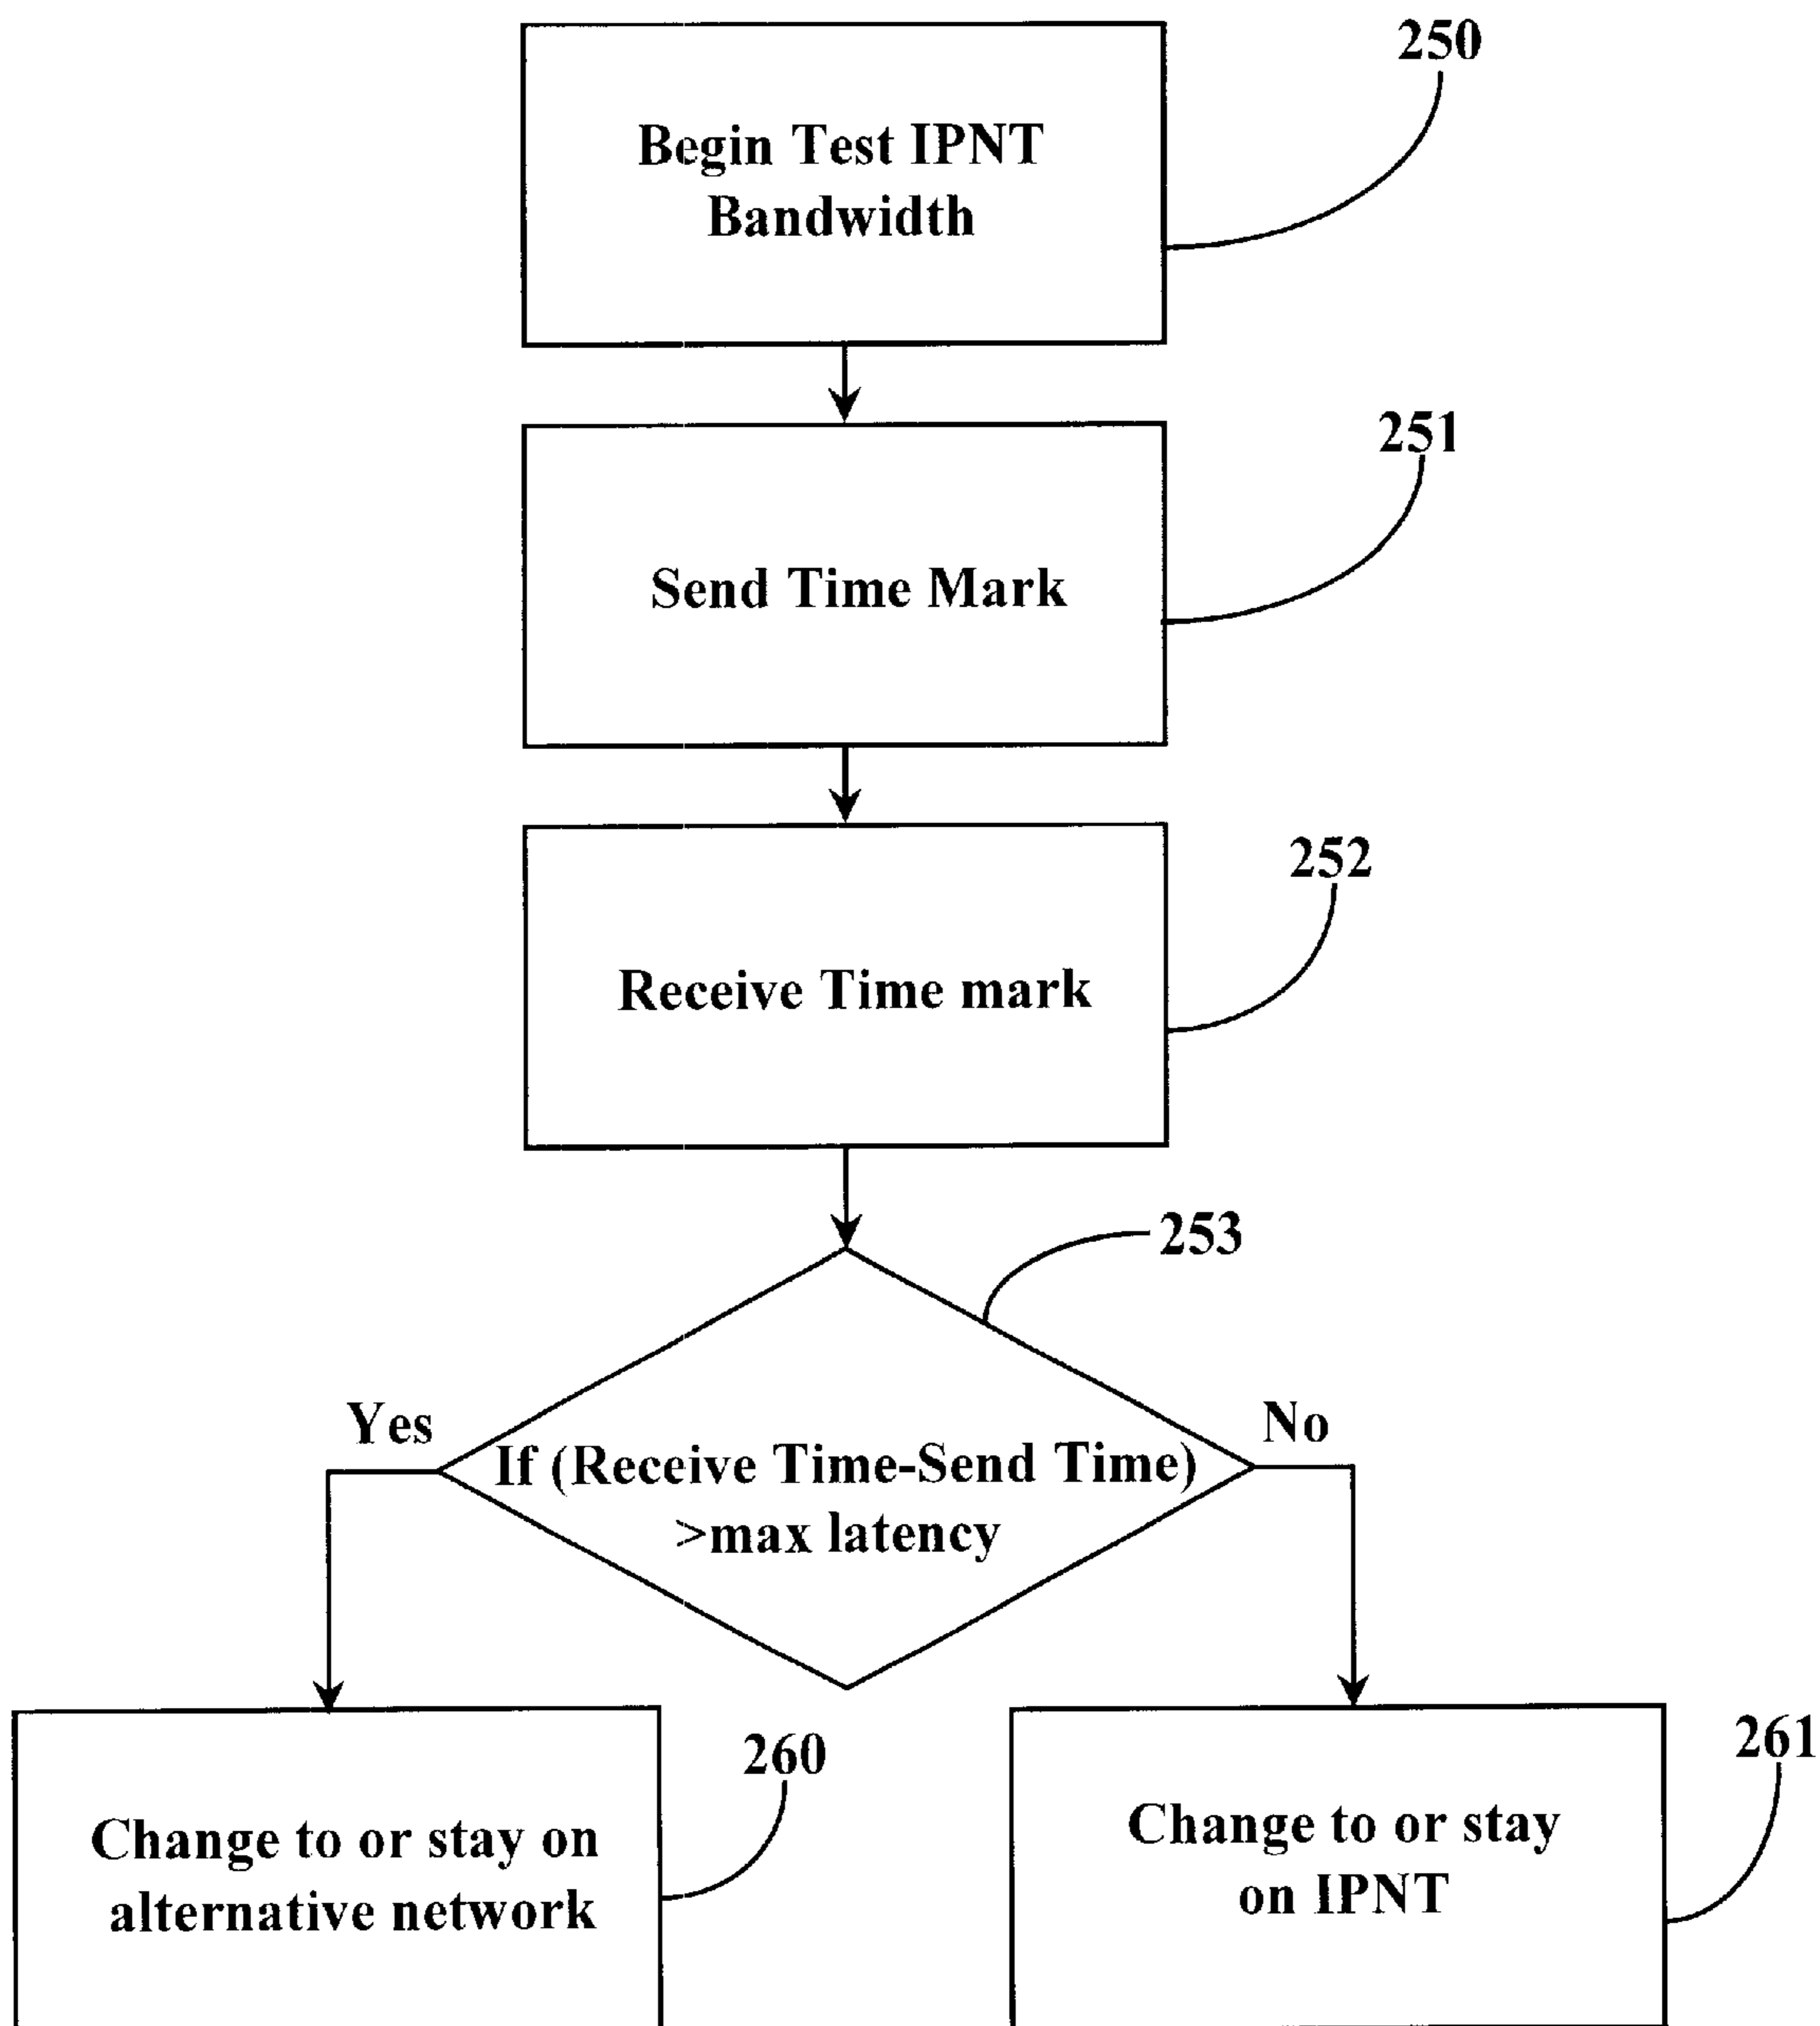 250
Begin Test IPNT
Bandwidth
251
Send Time Mark
252
Receive Time mark
253
Yes
No
If (Receive Time-Send Time)
>max latency
260
261
Change to or stay on
alternative network
Change to or stay
on IPNT